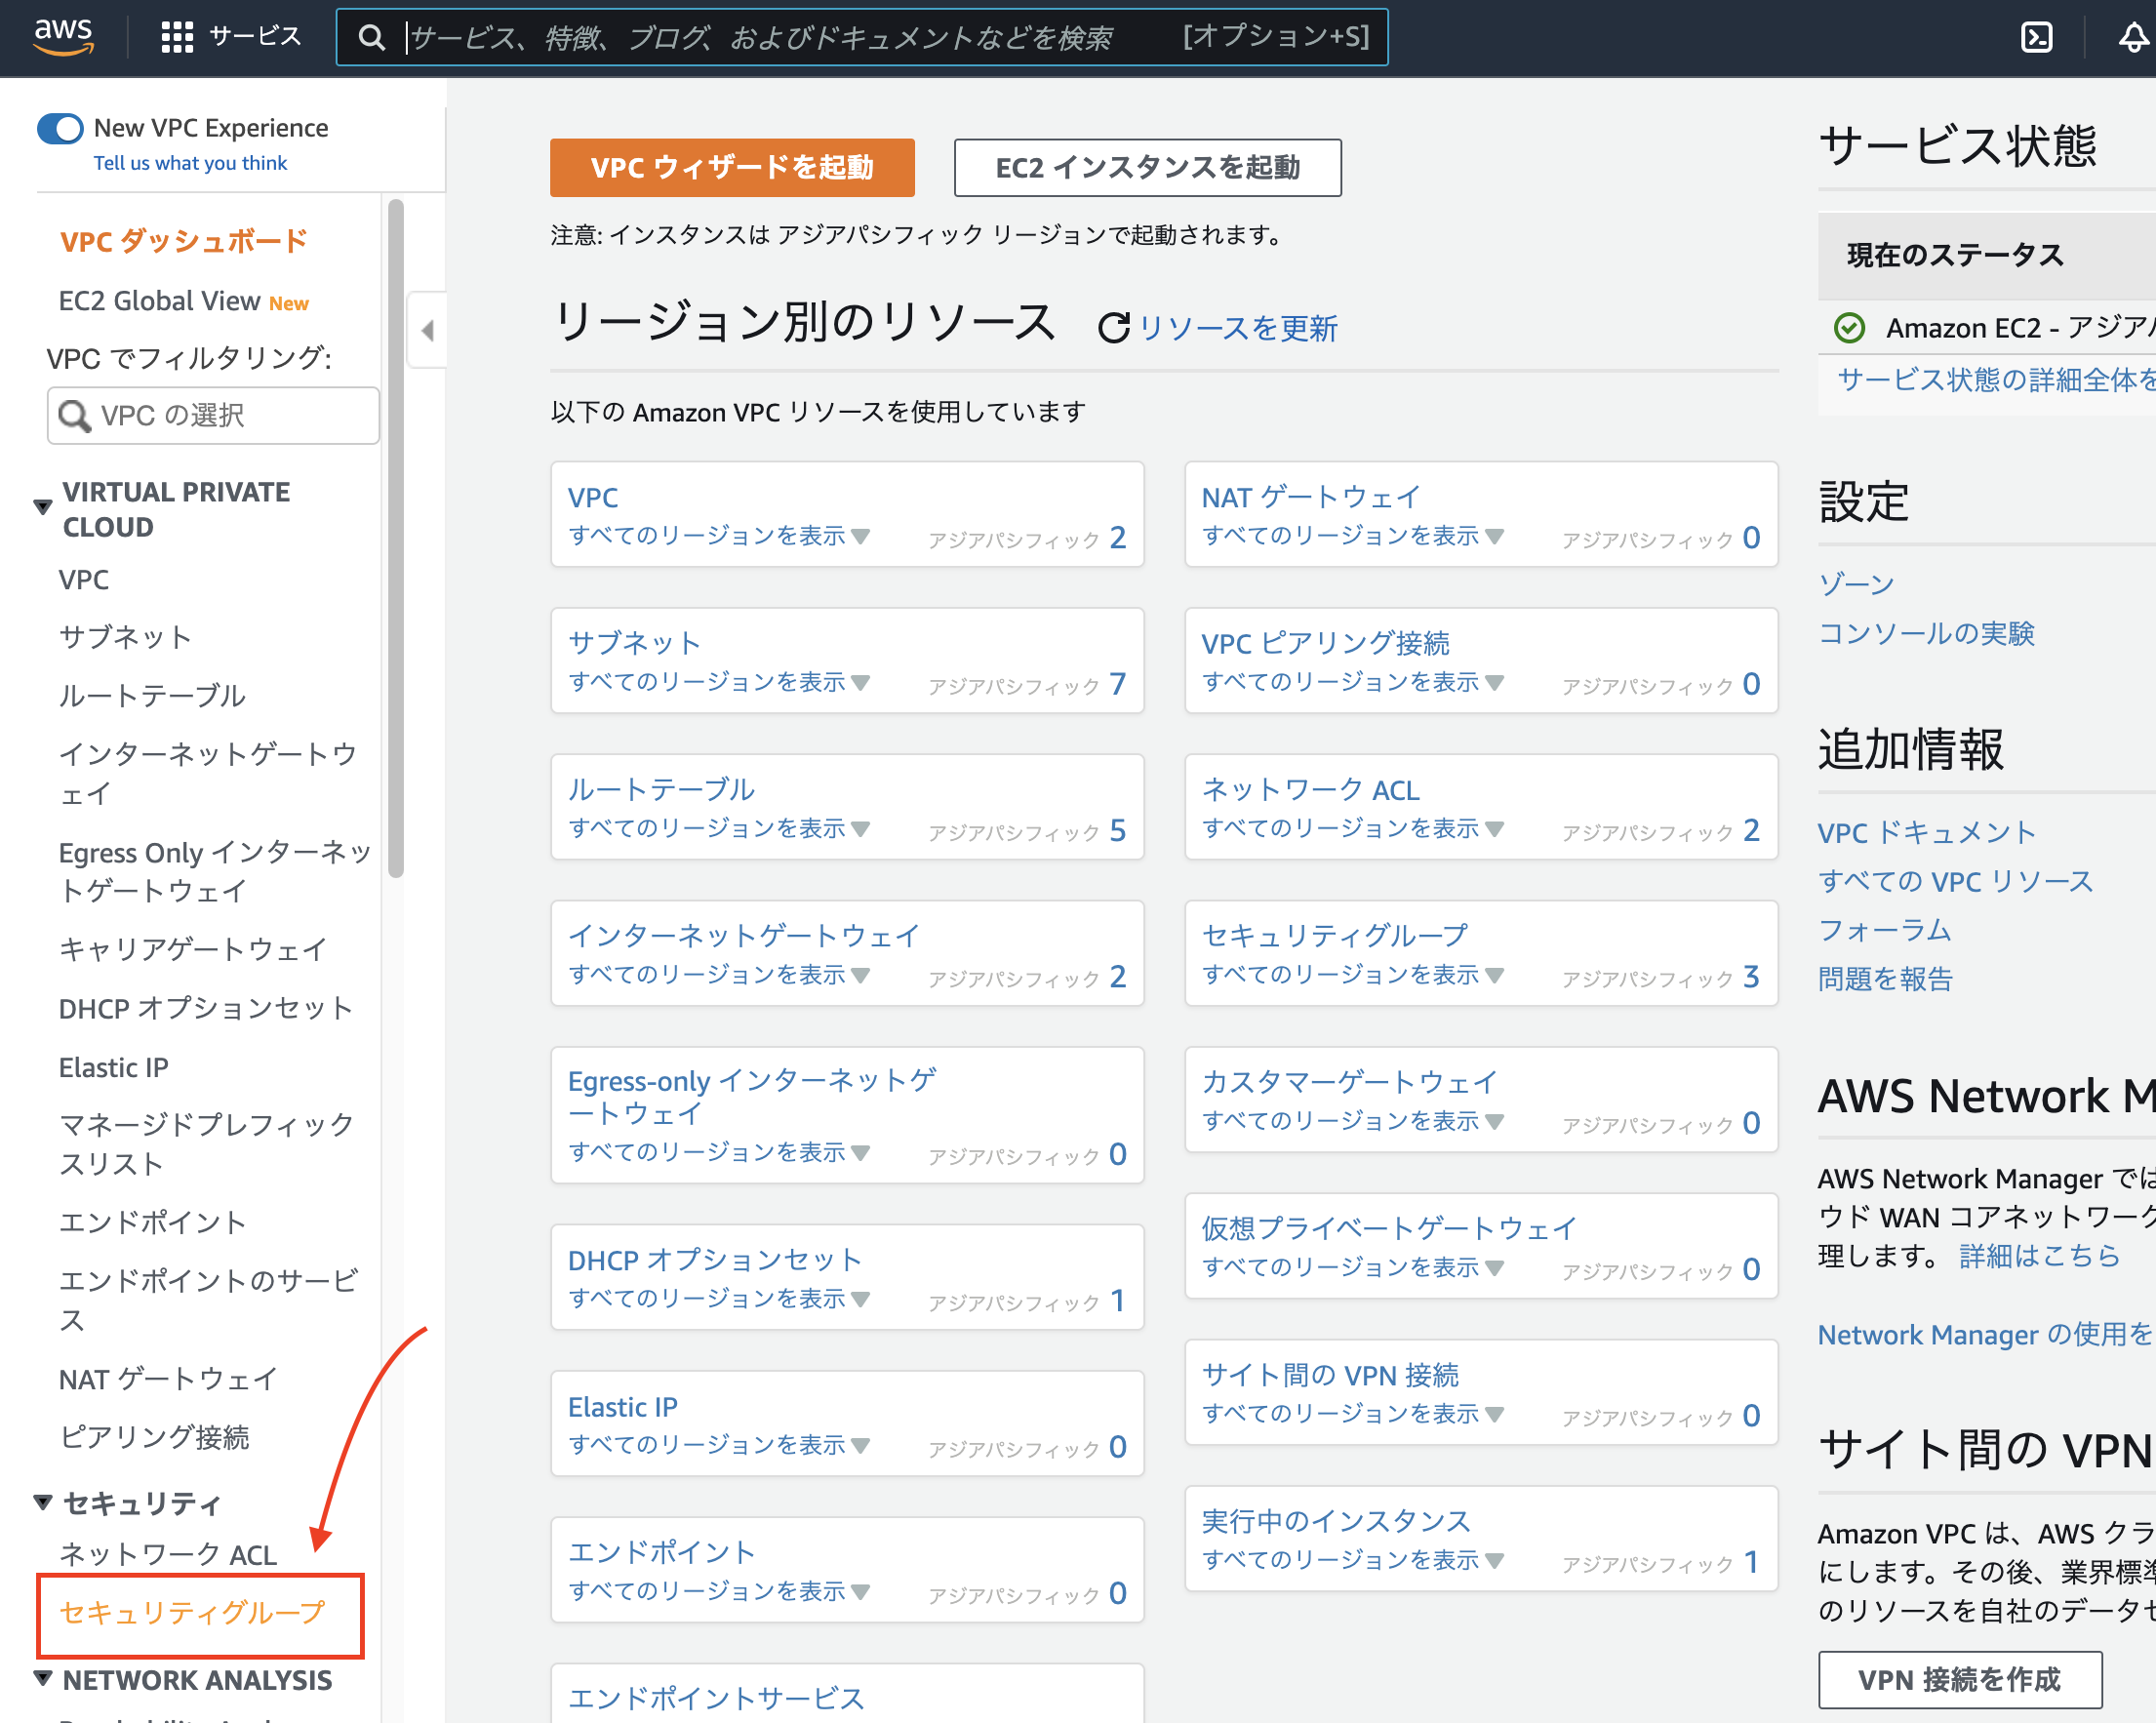 aws
サービス
サービス、特徴、ブログ、およびドキュメントなどを検索
[オプション+S]
New VPC Experience
Tell us what you think
VPC ダッシュボード
EC2 Global View New
VPC でフィルタリング:
VPC の選択
VIRTUAL PRIVATE
CLOUD
VPC
サブネット
ルートテーブル
インターネットゲートウ
ェイ
Egress Only インターネッ
トゲートウェイ
キャリアゲートウェイ
DHCP オプションセット
Elastic IP
マネージドプレフィック
スリスト
エンドポイント
エンドポイントのサービ
ス
NAT ゲートウェイ
ピアリング接続
セキュリティ
ネットワーク ACL
セキュリティグループ
NETWORK ANALYSIS
VPC ウィザードを起動
EC2 インスタンスを起動
注意: インスタンスは アジアパシフィック リージョンで起動されます。
リージョン別のリソース
リソースを更新
以下の Amazon VPC リソースを使用しています
VPC
すべてのリージョンを表示
アジアパシフィック 2
NAT ゲートウェイ
すべてのリージョンを表示
アジアパシフィック 0
サブネット
すべてのリージョンを表示
アジアパシフィック 7
VPC ピアリング接続
すべてのリージョンを表示
アジアパシフィック 0
ルートテーブル
すべてのリージョンを表示
アジアパシフィック 5
ネットワーク ACL
すべてのリージョンを表示
アジアパシフィック 2
インターネットゲートウェイ
すべてのリージョンを表示
アジアパシフィック 2
セキュリティグループ
すべてのリージョンを表示
アジアパシフィック 3
Egress-only インターネットゲ
ートウェイ
すべてのリージョンを表示
アジアパシフィック 0
カスタマーゲートウェイ
すべてのリージョンを表示
アジアパシフィック 0
DHCP オプションセット
すべてのリージョンを表示
アジアパシフィック 1
仮想プライベートゲートウェイ
すべてのリージョンを表示
アジアパシフィック 0
Elastic IP
すべてのリージョンを表示
アジアパシフィック 0
サイト間の VPN 接続
すべてのリージョンを表示
アジアパシフィック 0
エンドポイント
すべてのリージョンを表示
アジアパシフィック 0
実行中のインスタンス
すべてのリージョンを表示
アジアパシフィック 1
エンドポイントサービス
サービス状態
現在のステータス
Amazon EC2 - アジア
サービス状態の詳細全体を
設定
ゾーン
コンソールの実験
追加情報
VPC ドキュメント
すべての VPC リソース
フォーラム
問題を報告
AWS Network M
AWS Network Manager では
ウド WAN コアネットワーク
理します。 詳細はこちら
Network Manager の使用を
サイト間の VPN
Amazon VPC は、AWS クラ
にします。その後、業界標準
のリソースを自社のデータセ
VPN 接続を作成